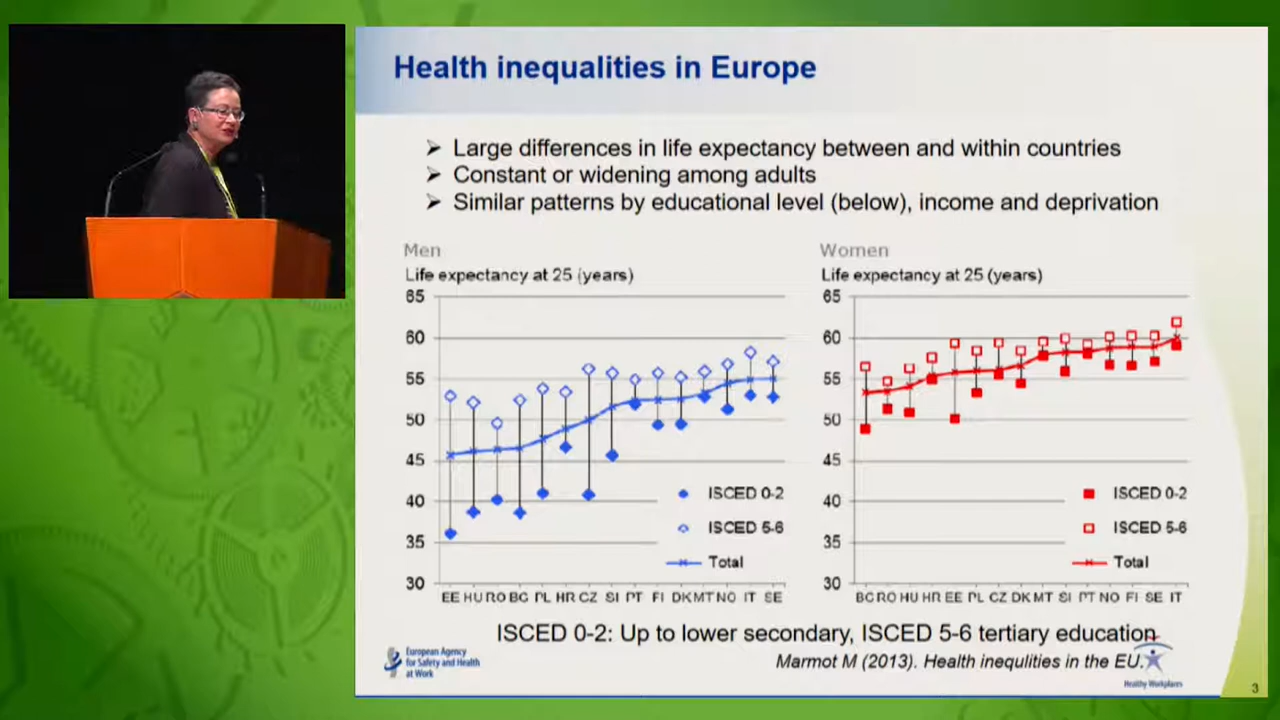 Health inequalities in Europe
Large differences in life expectancy between and within countries
Constant or widening among adults
Similar patterns by educational level (below), income and deprivation
Men
Life expectancy at 25 (years)
65
60
55
50
45
40
35
30
ISCED 0-2
ISCED 5-6
Total
EE HU RO BG PL HR CZ SI PT FI DK MT NO IT SE
Women
Life expectancy at 25 (years)
65
60
55
50
45
40
35
30
ISCED 0-2
ISCED 5-6
Total
BG RO HU HR EE PL CZ DK MT SI PT NO FI SE IT
ISCED 0-2: Up to lower secondary, ISCED 5-6 tertiary education
Marmot M (2013). Health inequlities in the EU.
European Agency
for Safety and Health
at Work
Healthy Workplaces
3